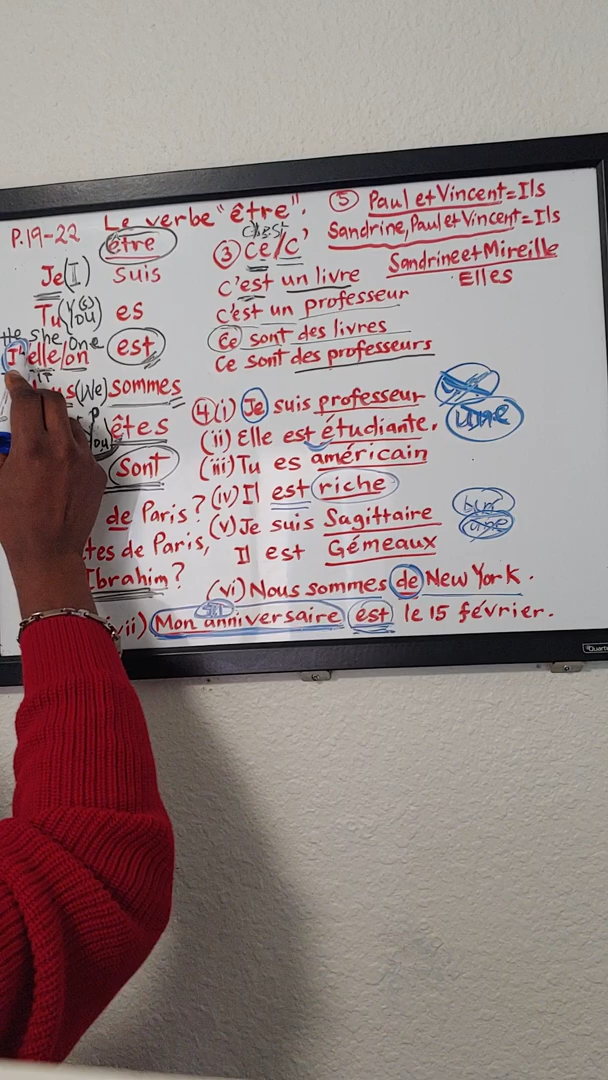 P.19-22 Le verbe "être".
être
Je (I) suis
Tu (You (s)) es
He she one
Il/elle/on est
(We) sommes
êtes
sont
de Paris?
tes de Paris,
Ibrahim?
③ c'est
Ce/C'
C'est un livre
C'est un professeur
Ce sont des livres
Ce sont des professeurs
④ (i) Je suis professeur
(ii) Elle est étudiante. une
(iii) Tu es américain
(iv) Il est riche
(v) Je suis Sagittaire
Il est Gémeaux
une
(vi) Nous sommes de New York.
vii) Mon anniversaire est le 15 février.
⑤ Paul et Vincent = Ils
Sandrine, Paul et Vincent = Ils
Sandrine et Mireille
Elles